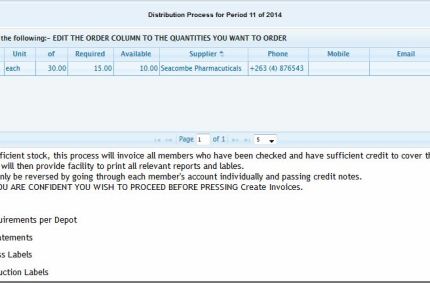 Distribution Process for Period 11 of 2014
the following:- EDIT THE ORDER COLUMN TO THE QUANTITIES YOU WANT TO ORDER
Unit of Required Available Supplier Phone Mobile Email
each 30.00 15.00 10.00 Seacombe Pharmacuticals +263 (4) 876543
Page 1 of 1 5
ficient stock, this process will invoice all members who have been checked and have sufficient credit to cover th
will then provide facility to print all relevant reports and lables.
nly be reversed by going through each member's account individually and passing credit notes.
OU ARE CONFIDENT YOU WISH TO PROCEED BEFORE PRESSING Create Invoices.
uirements per Depot
atements
ss Labels
uction Labels